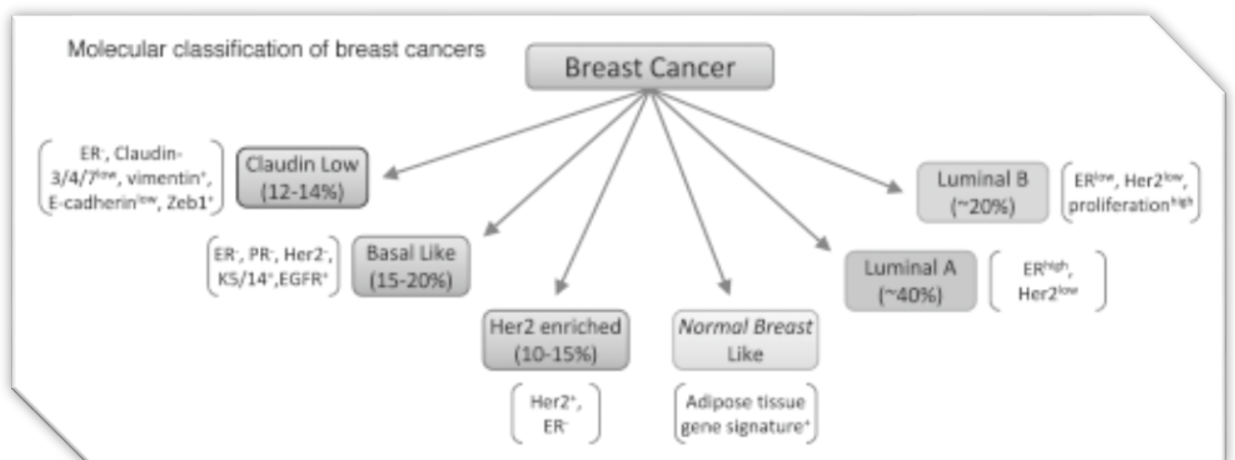 Molecular classification of breast cancers
Breast Cancer
ER⁻, Claudin-
3/4/7ˡᵒʷ, vimentin⁺,
E-cadherinˡᵒʷ, Zeb1⁺
Claudin Low
(12-14%)
ER⁻, PR⁻, Her2⁻,
K5/14⁺,EGFR⁺
Basal Like
(15-20%)
Her2 enriched
(10-15%)
Her2⁺,
ER⁻
Normal Breast
Like
Adipose tissue
gene signature⁺
Luminal A
(~40%)
ERʰⁱᵍʰ,
Her2ˡᵒʷ
Luminal B
(~20%)
ERˡᵒʷ, Her2ˡᵒʷ,
proliferationʰⁱᵍʰ